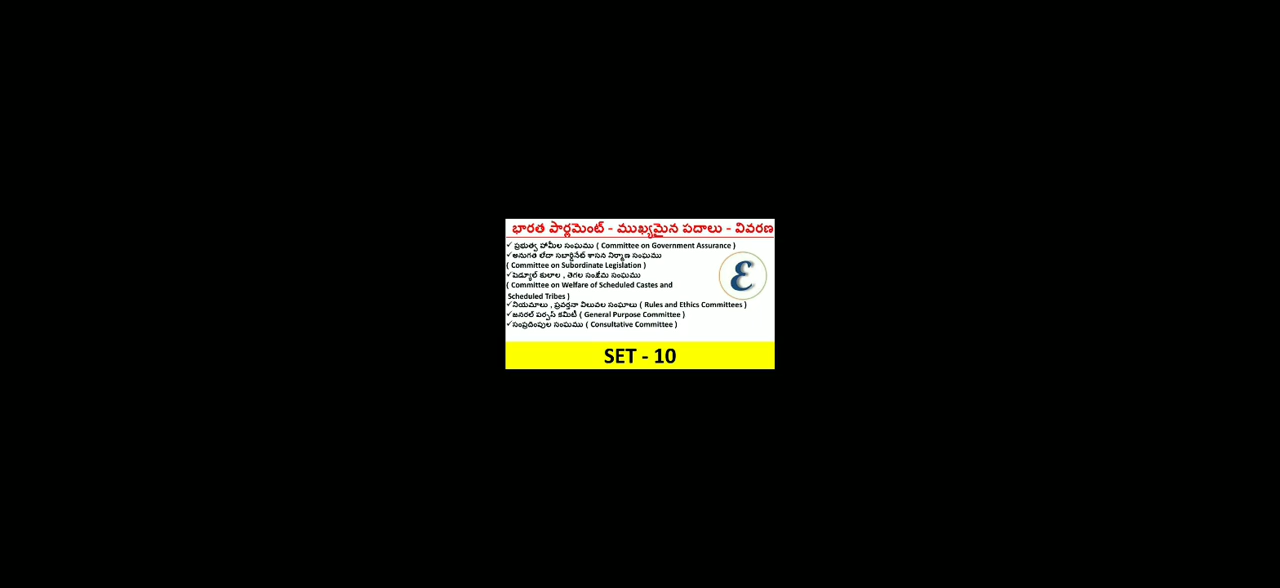 భారత పార్లమెంట్ - ముఖ్యమైన పదాలు - వివరణ
✓ ప్రభుత్వ హామీల సంఘము ( Committee on Government Assurance )
✓అనుగత లేదా సబార్డినేట్ శాసన నిర్మాణ సంఘము
( Committee on Subordinate Legislation )
✓షెడ్యూల్ కులాల , తెగల సంక్షేమ సంఘము
( Committee on Welfare of Scheduled Castes and
Scheduled Tribes )
✓నియమాలు , ప్రవర్తనా విలువల సంఘాలు ( Rules and Ethics Committees )
✓జనరల్ పర్పస్ కమిటీ ( General Purpose Committee )
✓సంప్రదింపుల సంఘము ( Consultative Committee )
SET - 10